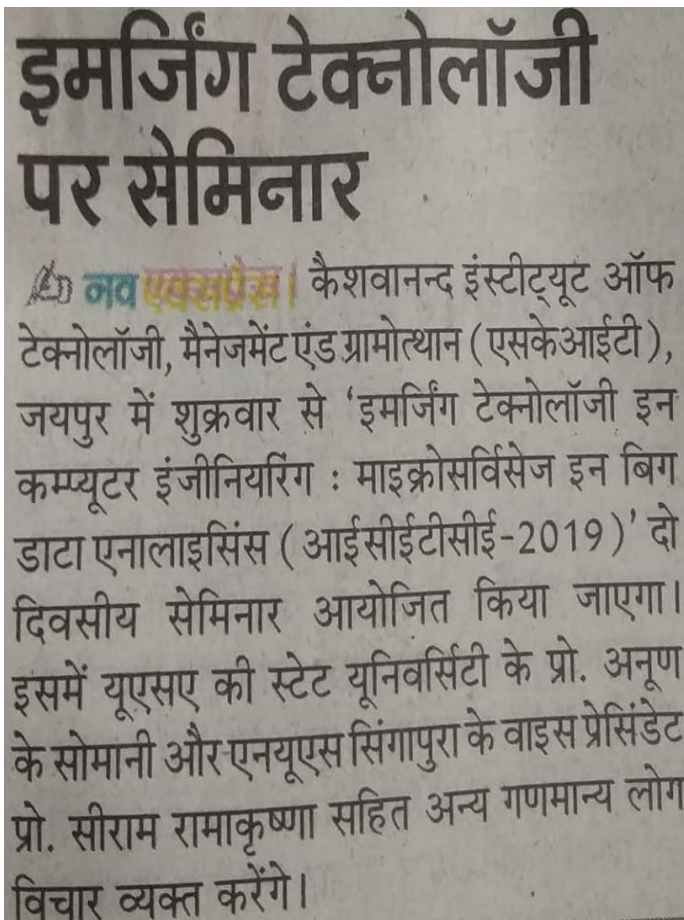 इमर्जिंग टेक्नोलॉजी
पर सेमिनार
नव एक्सप्रेस। कैशवानन्द इंस्टीट्यूट ऑफ
टेक्नोलॉजी, मैनेजमेंट एंड ग्रामोत्थान (एसकेआईटी),
जयपुर में शुक्रवार से 'इमर्जिंग टेक्नोलॉजी इन
कम्प्यूटर इंजीनियरिंग : माइक्रोसर्विसेज इन बिग
डाटा एनालाइसिंस (आईसीईटीसीई-2019)' दो
दिवसीय सेमिनार आयोजित किया जाएगा।
इसमें यूएसए की स्टेट यूनिवर्सिटी के प्रो. अनूण
के सोमानी और एनयूएस सिंगापुरा के वाइस प्रेसिंडेट
प्रो. सीराम रामाकृष्णा सहित अन्य गणमान्य लोग
विचार व्यक्त करेंगे।